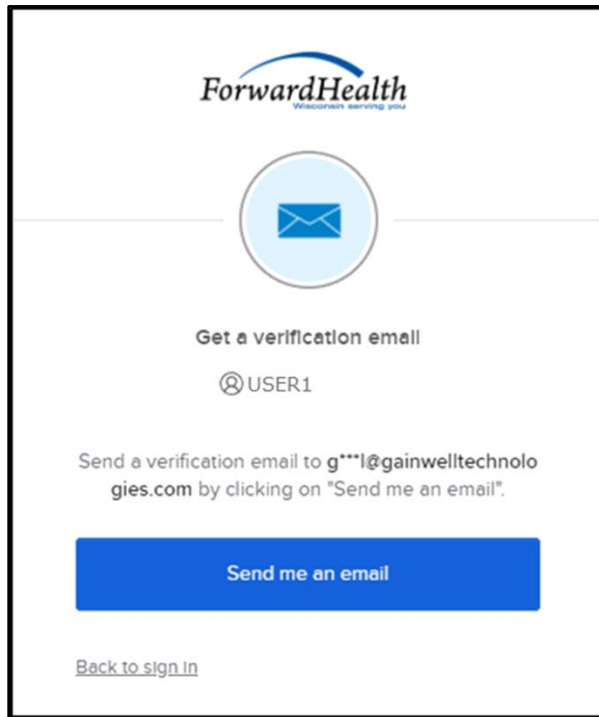 ForwardHealth
Wisconsin serving you
Get a verification email
USER1
Send a verification email to g***l@gainwelltechnolo
gies.com by clicking on "Send me an email".
Send me an email
Back to sign in